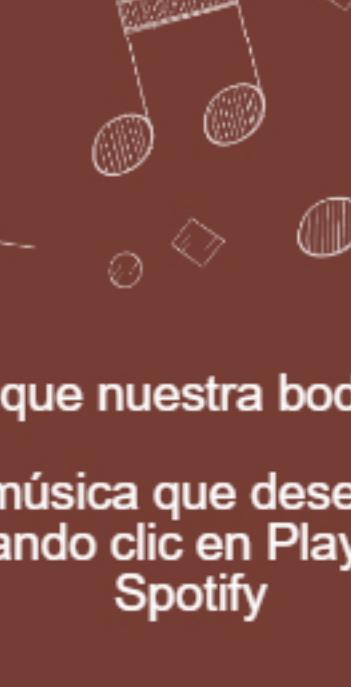 que nuestra bod
música que dese
ando clic en Play
Spotify